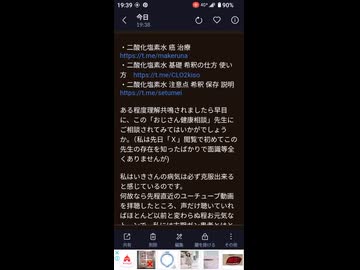 19:39
4G
90%
今日
19:38
・二酸化塩素水 癌 治療
https://t.me/makeruna
・二酸化塩素水 基礎 希釈の仕方 使い
方 https://t.me/CLO2kiso
・二酸化塩素水 注意点 希釈 保存 説明
https://t.me/setumei
ある程度理解共鳴されましたら早目
に、この「おじさん健康相談」先生に
ご相談されてみてはいかがでしょう
か。（私は先日「X」閲覧で初めてこの
先生の存在を知ったばかりで面識等全
くありませんが)
私はいきさんの病気は必ず克服出来る
と感じているのです。
何故なら先程直近のユーチューブ動画
を拝聴したところ、声だけ聴いていれ
ばほとんど以前と変わらぬ程お元気な
共有
削除
編集
鍵を掛ける
その他